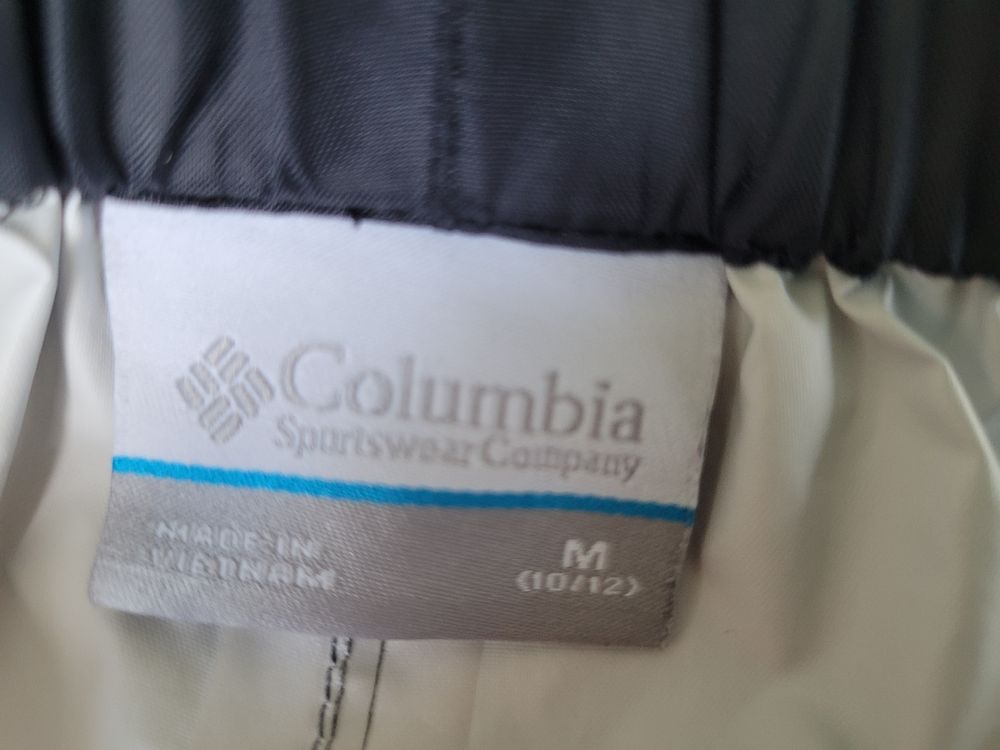 Columbia
Sportswear Company
MADE IN
VIETNAM
M
(10/12)